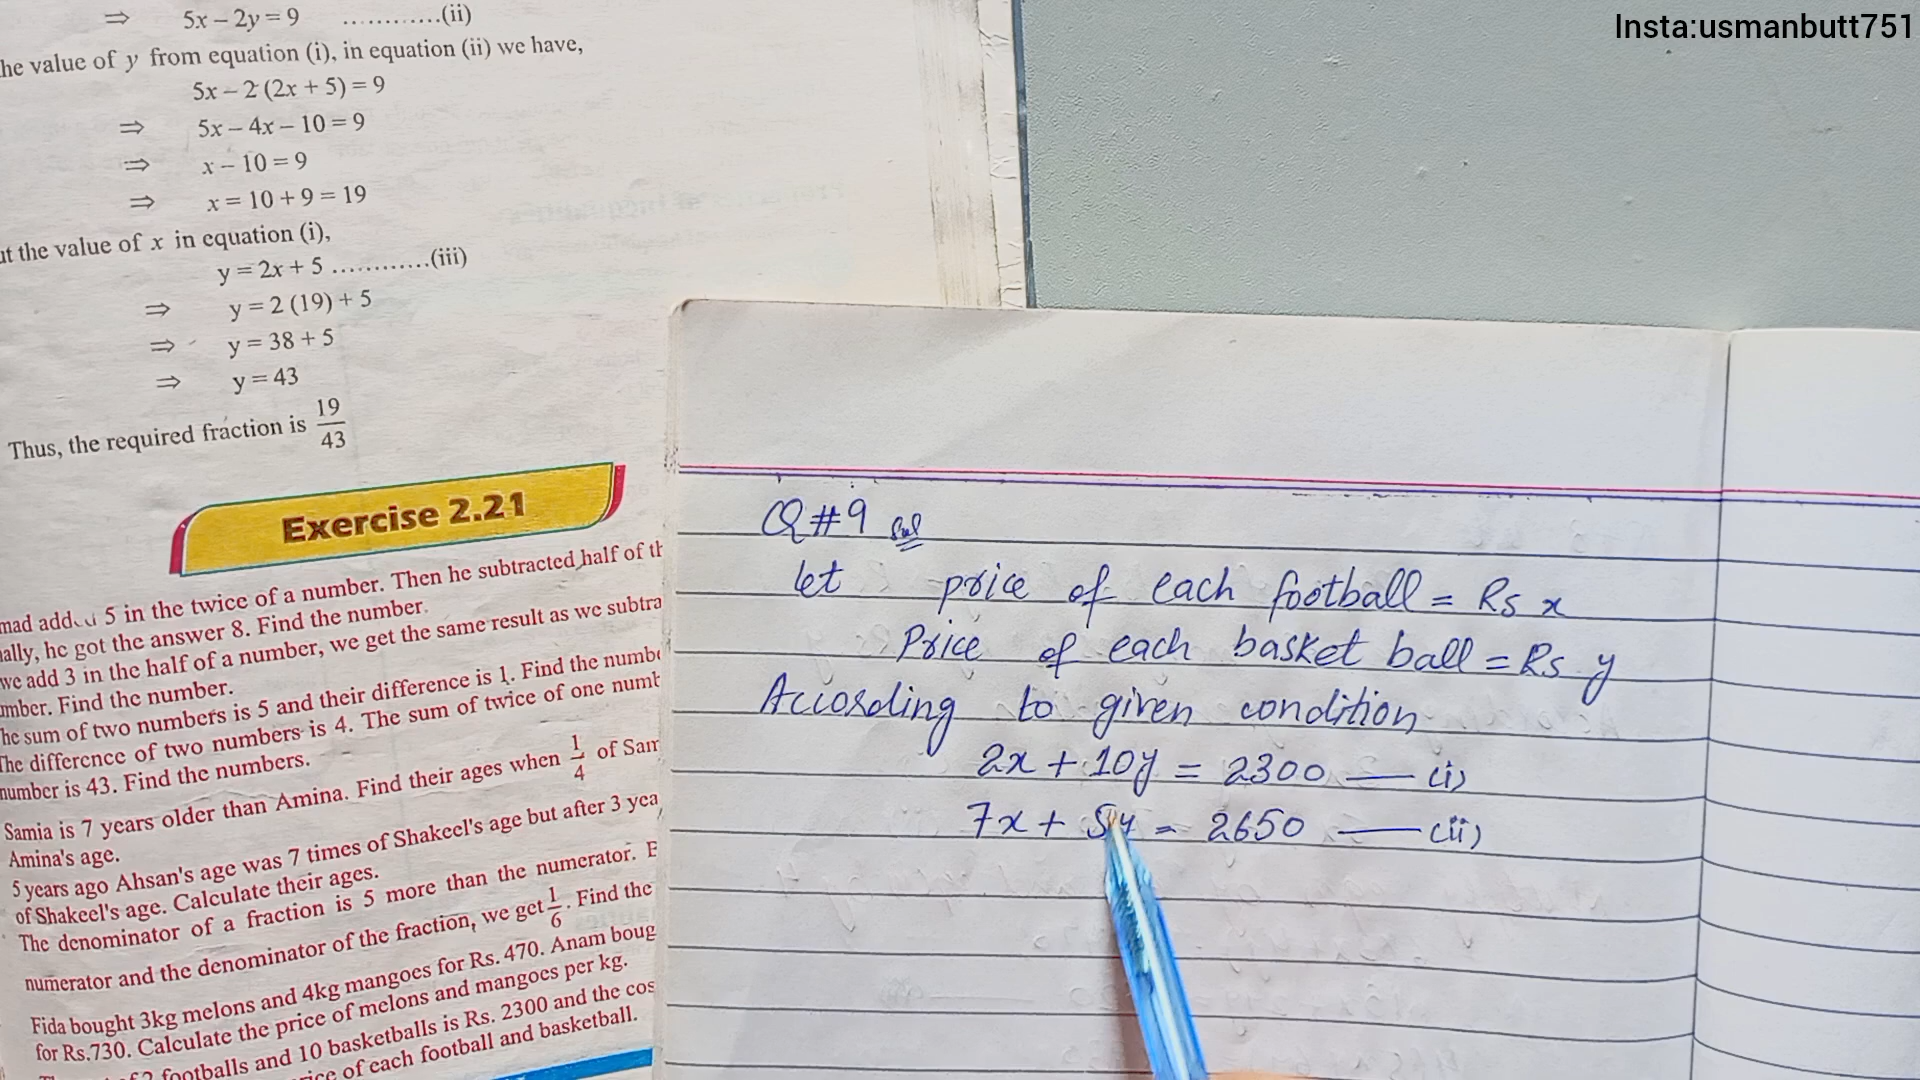 Insta:usmanbutt751
⇒ 5x – 2y = 9 ............(ii)
he value of y from equation (i), in equation (ii) we have,
5x – 2 (2x + 5) = 9
⇒ 5x – 4x – 10 = 9
⇒ x – 10 = 9
⇒ x = 10 + 9 = 19
ut the value of x in equation (i),
y = 2x + 5 ............(iii)
⇒ y = 2 (19) + 5
⇒ y = 38 + 5
⇒ y = 43
Thus, the required fraction is 19/43
Exercise 2.21
mad added 5 in the twice of a number. Then he subtracted half of th
ally, he got the answer 8. Find the number.
we add 3 in the half of a number, we get the same result as we subtra
umber. Find the number.
he sum of two numbers is 5 and their difference is 1. Find the numbe
The difference of two numbers is 4. The sum of twice of one numb
number is 43. Find the numbers.
Samia is 7 years older than Amina. Find their ages when 1/4 of Sam
Amina's age.
5 years ago Ahsan's age was 7 times of Shakeel's age but after 3 yea
of Shakeel's age. Calculate their ages.
The denominator of a fraction is 5 more than the numerator. B
numerator and the denominator of the fraction, we get 1/6. Find the
Fida bought 3kg melons and 4kg mangoes for Rs. 470. Anam boug
for Rs.730. Calculate the price of melons and mangoes per kg.
of 2 footballs and 10 basketballs is Rs. 2300 and the cos
ice of each football and basketball.
Q#9 Sol
let price of each football = Rs x
Price of each basket ball = Rs y
According to given condition
2x + 10y = 2300 — (i)
7x + 5y = 2650 — (ii)